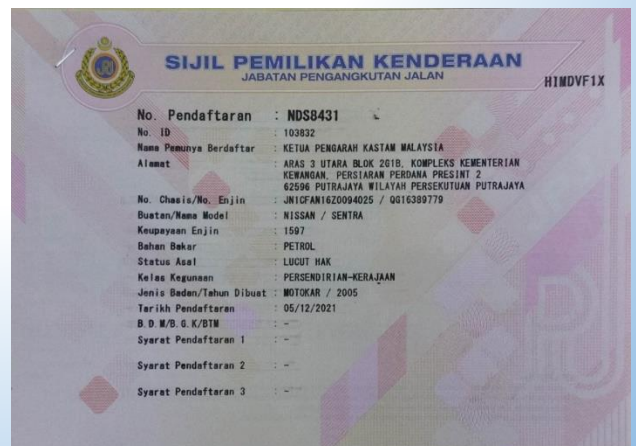 SIJIL PEMILIKAN KENDERAAN
JABATAN PENGANGKUTAN JALAN
HIMDVF1X
No. Pendaftaran : NDS8431
No. ID : 103832
Nama Pemunya Berdaftar : KETUA PENGARAH KASTAM MALAYSIA
Alamat : ARAS 3 UTARA BLOK 2G1B, KOMPLEKS KEMENTERIAN
KEWANGAN, PERSIARAN PERDANA PRESINT 2
62596 PUTRAJAYA WILAYAH PERSEKUTUAN PUTRAJAYA
No. Chasis/No. Enjin : JN1CFAN16Z0094025 / QG16389779
Buatan/Nama Model : NISSAN / SENTRA
Keupayaan Enjin : 1597
Bahan Bakar : PETROL
Status Asal : LUCUT HAK
Kelas Kegunaan : PERSENDIRIAN-KERAJAAN
Jenis Badan/Tahun Dibuat : MOTOKAR / 2005
Tarikh Pendaftaran : 05/12/2021
B.D.M/B.G.K/BTM : -
Syarat Pendaftaran 1 : -
Syarat Pendaftaran 2 : -
Syarat Pendaftaran 3 : -